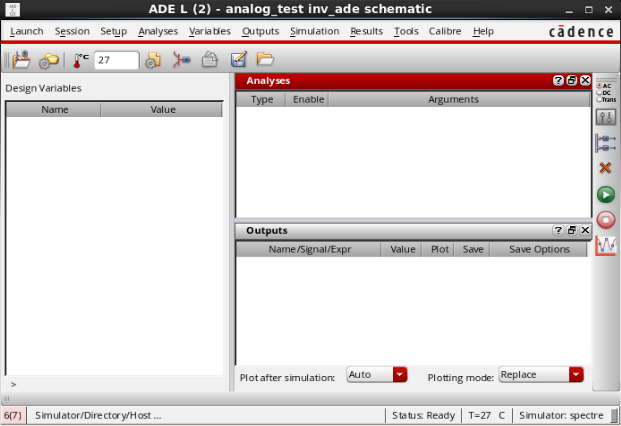 ADE L (2) - analog_test inv_ade schematic
Launch Session Setup Analyses Variables Outputs Simulation Results Tools Calibre Help cādence
°C 27
Design Variables
Name Value
Analyses
Type Enable Arguments
AC
DC
Trans
Outputs
Name/Signal/Expr Value Plot Save Save Options
Plot after simulation: Auto Plotting mode: Replace
>
6(7) Simulator/Directory/Host ... Status: Ready T=27 C Simulator: spectre